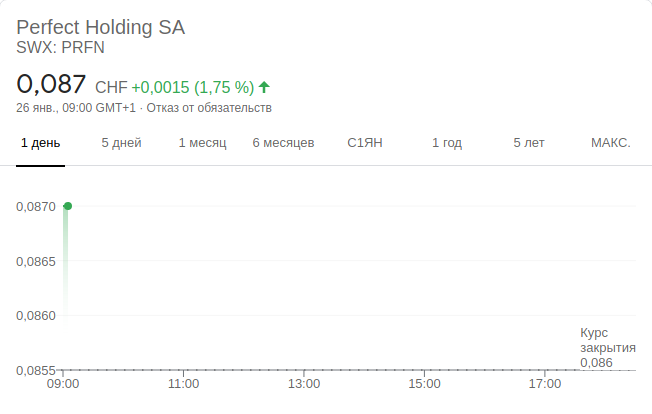 Perfect Holding SA
SWX: PRFN
0,087 CHF +0,0015 (1,75 %)
26 янв., 09:00 GMT+1 · Отказ от обязательств
1 день 5 дней 1 месяц 6 месяцев С1ЯН 1 год 5 лет МАКС.
0,0870
0,0865
0,0860
Курс
закрытия
0,086
0,0855
09:00 11:00 13:00 15:00 17:00